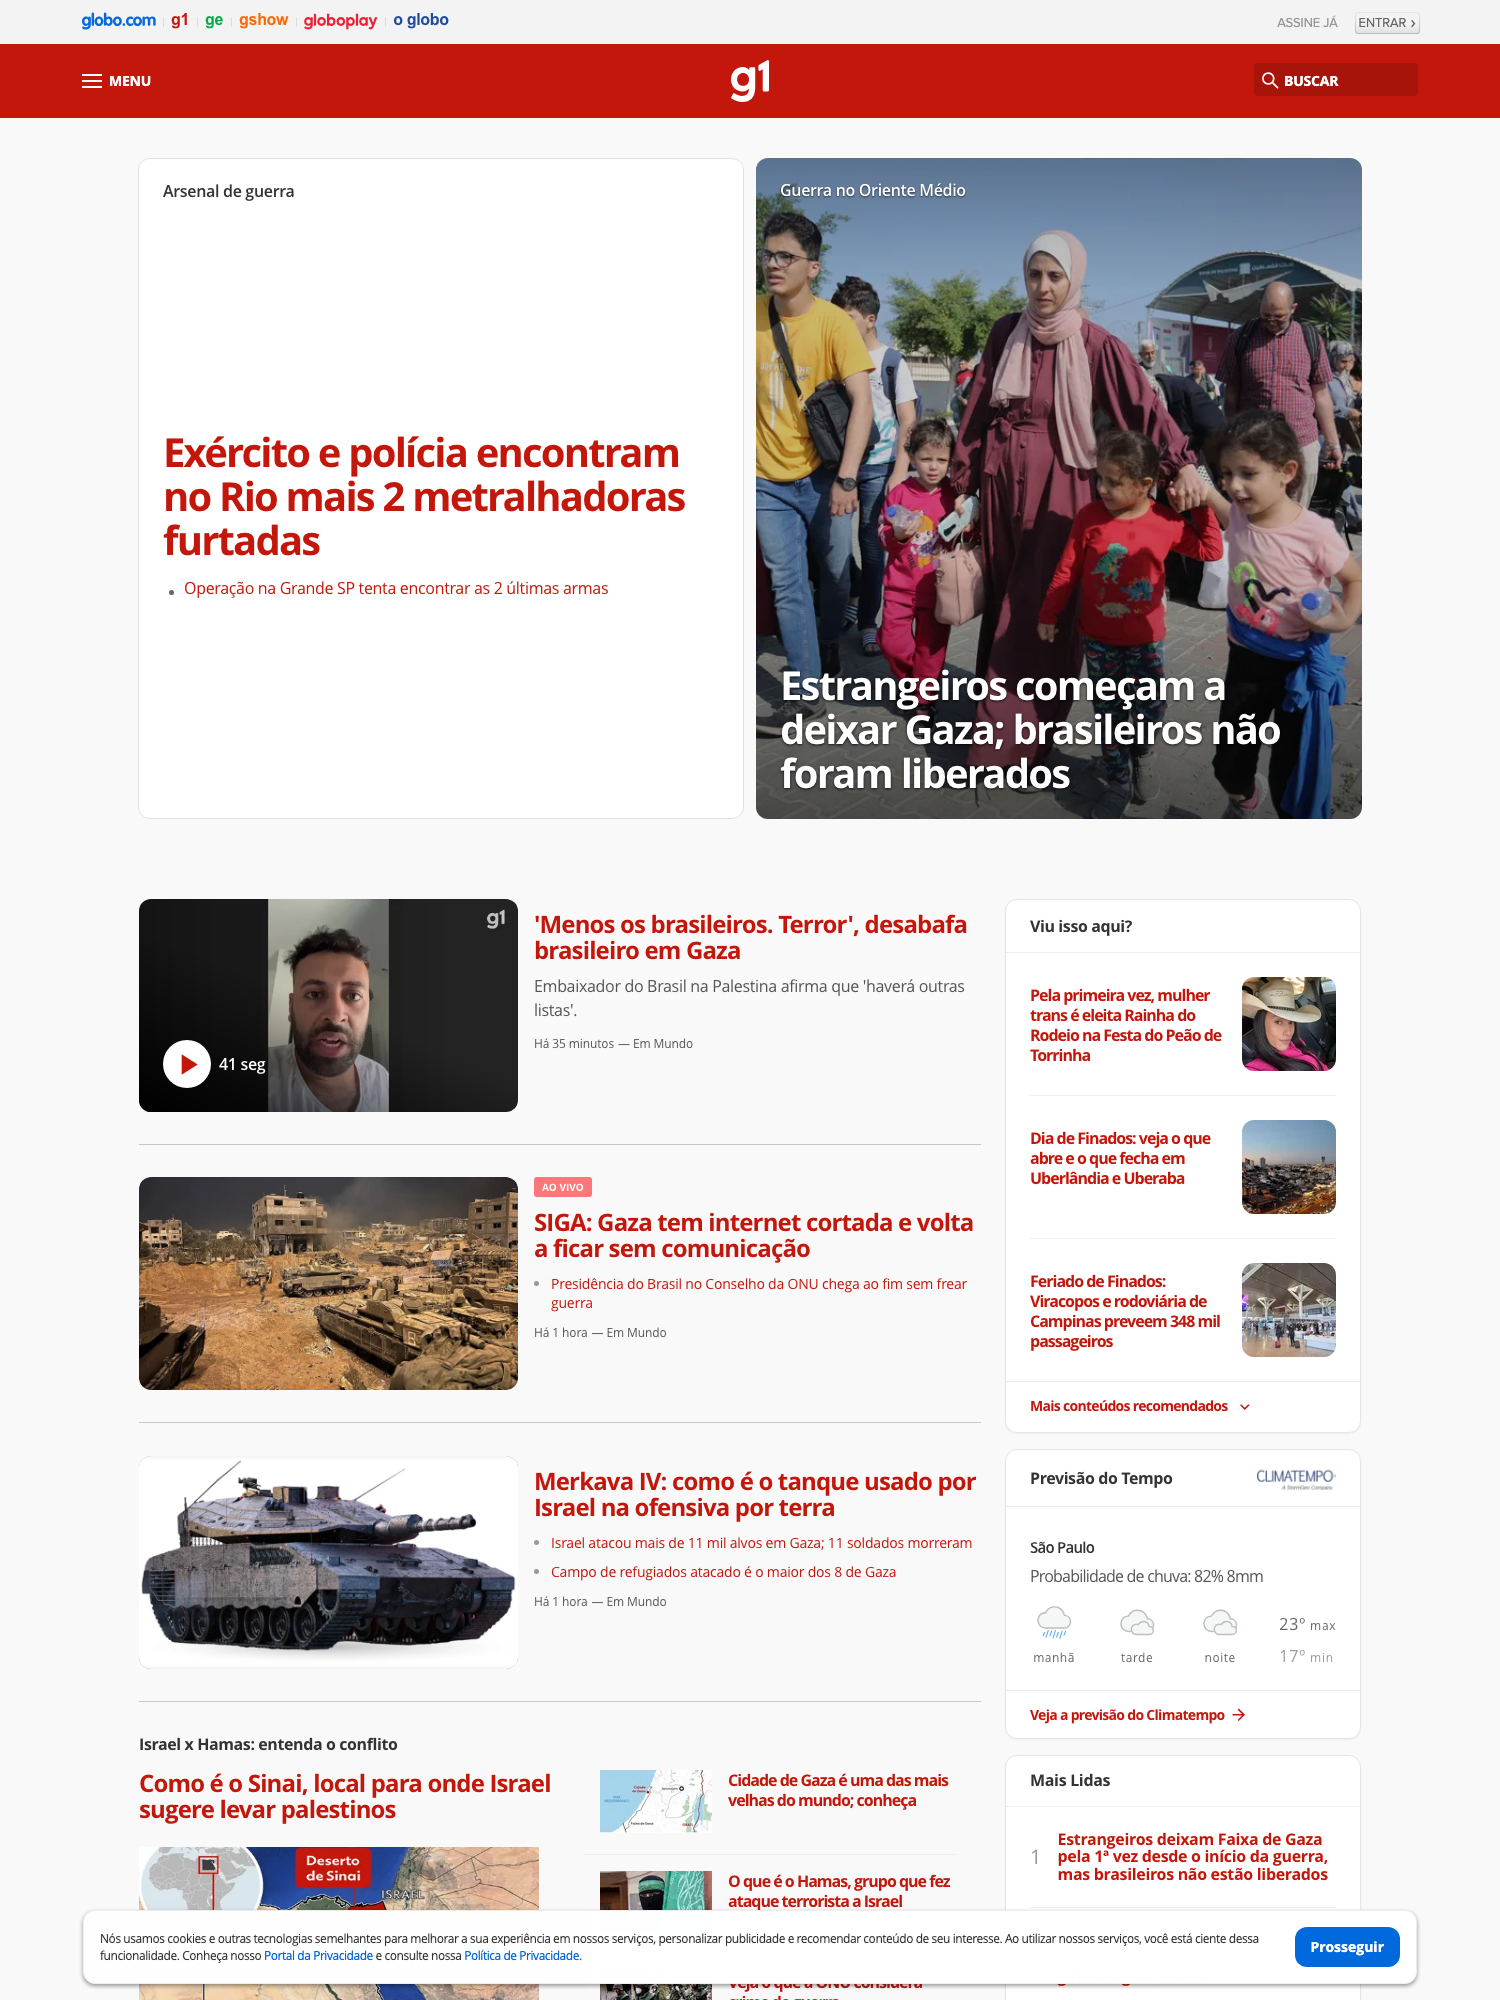 globo.com g1 ge gshow globoplay o globo
ASSINE JÁ ENTRAR ›
MENU
g1
BUSCAR
Arsenal de guerra
Exército e polícia encontram
no Rio mais 2 metralhadoras
furtadas
• Operação na Grande SP tenta encontrar as 2 últimas armas
Guerra no Oriente Médio
Estrangeiros começam a
deixar Gaza; brasileiros não
foram liberados
g1
41 seg
'Menos os brasileiros. Terror', desabafa
brasileiro em Gaza
Embaixador do Brasil na Palestina afirma que 'haverá outras
listas'.
Há 35 minutos — Em Mundo
AO VIVO
SIGA: Gaza tem internet cortada e volta
a ficar sem comunicação
• Presidência do Brasil no Conselho da ONU chega ao fim sem frear
guerra
Há 1 hora — Em Mundo
Merkava IV: como é o tanque usado por
Israel na ofensiva por terra
• Israel atacou mais de 11 mil alvos em Gaza; 11 soldados morreram
• Campo de refugiados atacado é o maior dos 8 de Gaza
Há 1 hora — Em Mundo
Israel x Hamas: entenda o conflito
Como é o Sinai, local para onde Israel
sugere levar palestinos
Deserto
de Sinai
ISRAEL
Cidade de Gaza é uma das mais
velhas do mundo; conheça
O que é o Hamas, grupo que fez
ataque terrorista a Israel
Veja o que a ONU considera
crime de guerra
Viu isso aqui?
Pela primeira vez, mulher
trans é eleita Rainha do
Rodeio na Festa do Peão de
Torrinha
Dia de Finados: veja o que
abre e o que fecha em
Uberlândia e Uberaba
Feriado de Finados:
Viracopos e rodoviária de
Campinas preveem 348 mil
passageiros
Mais conteúdos recomendados
Previsão do Tempo
CLIMATEMPO
A StormGeo Company
São Paulo
Probabilidade de chuva: 82% 8mm
manhã tarde noite
23° max
17° min
Veja a previsão do Climatempo
Mais Lidas
1
Estrangeiros deixam Faixa de Gaza
pela 1ª vez desde o início da guerra,
mas brasileiros não estão liberados
Nós usamos cookies e outras tecnologias semelhantes para melhorar a sua experiência em nossos serviços, personalizar publicidade e recomendar conteúdo de seu interesse. Ao utilizar nossos serviços, você está ciente dessa
funcionalidade. Conheça nosso Portal da Privacidade e consulte nossa Política de Privacidade.
Prosseguir